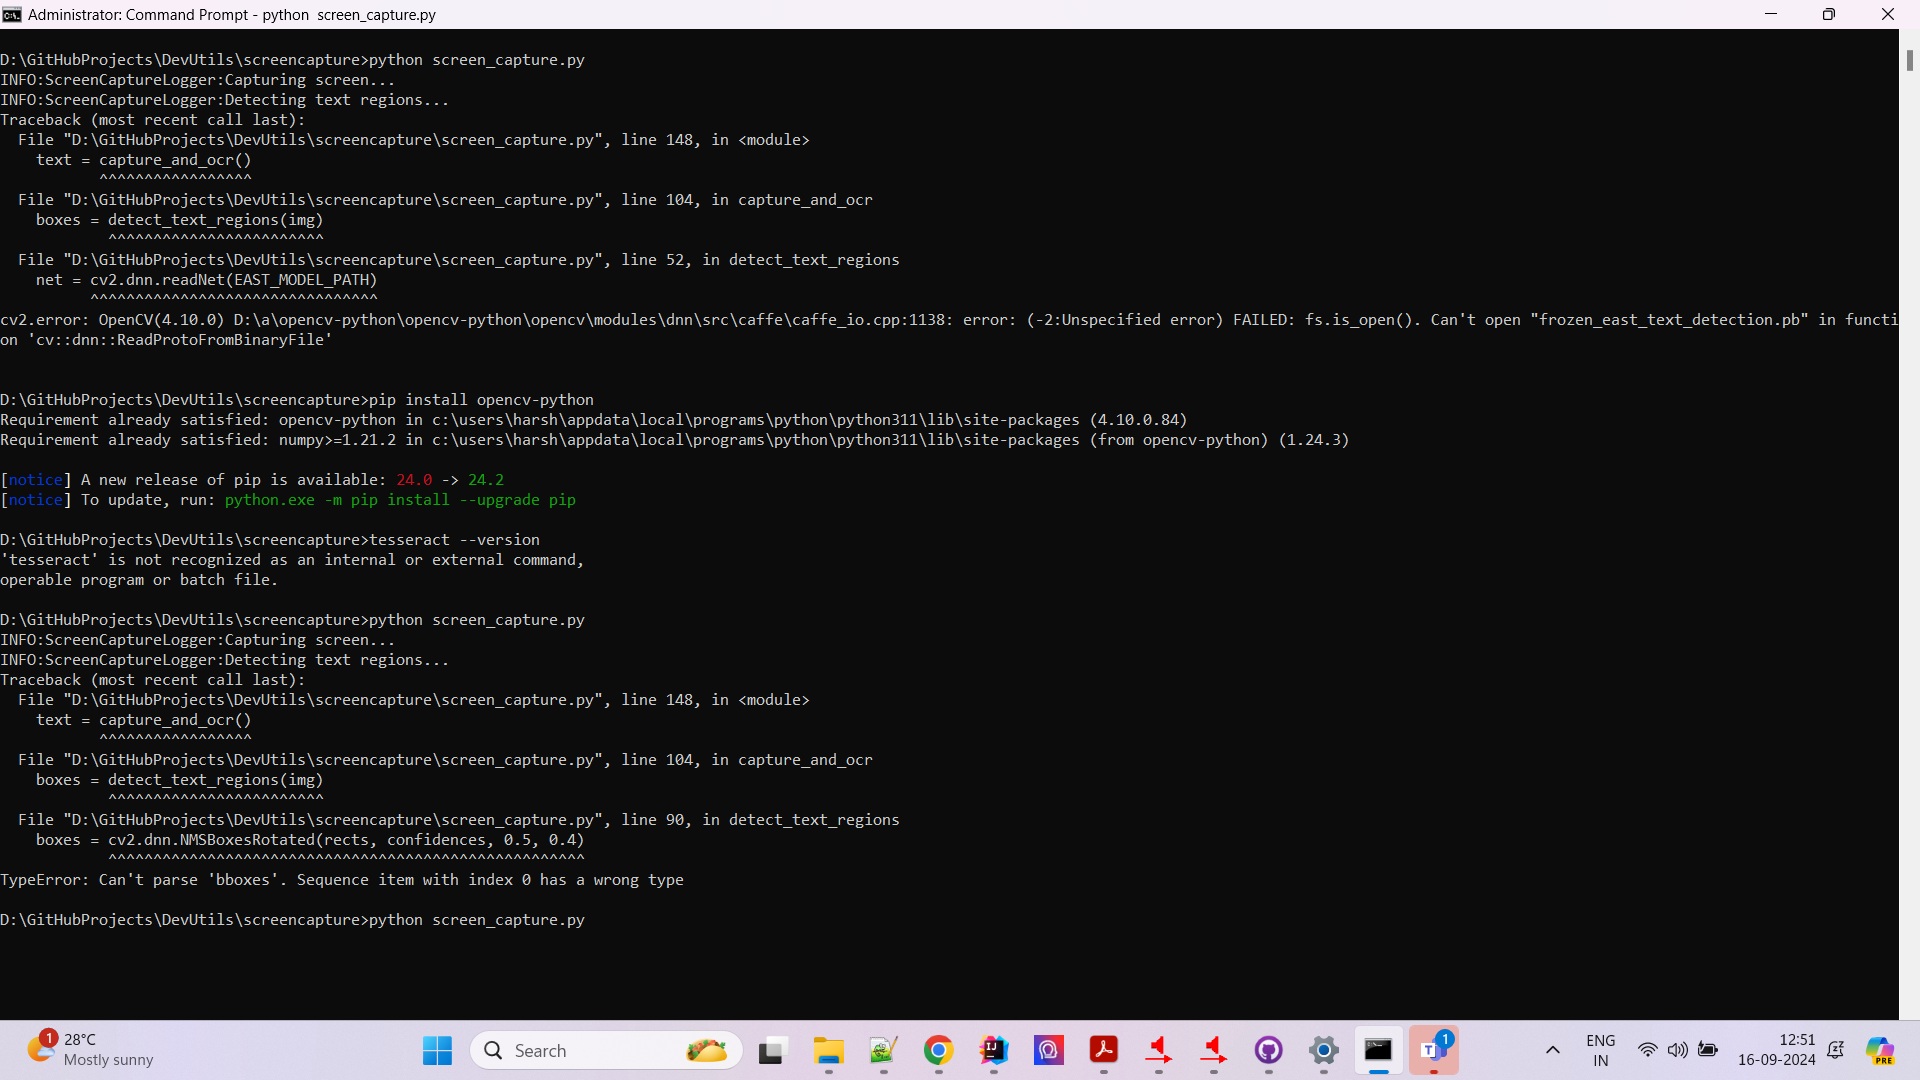 Administrator: Command Prompt - python  screen_capture.py
D:\GitHubProjects\DevUtils\screencapture>python screen_capture.py
INFO:ScreenCaptureLogger:Capturing screen...
INFO:ScreenCaptureLogger:Detecting text regions...
Traceback (most recent call last):
  File "D:\GitHubProjects\DevUtils\screencapture\screen_capture.py", line 148, in <module>
    text = capture_and_ocr()
           ^^^^^^^^^^^^^^^^^
  File "D:\GitHubProjects\DevUtils\screencapture\screen_capture.py", line 104, in capture_and_ocr
    boxes = detect_text_regions(img)
            ^^^^^^^^^^^^^^^^^^^^^^^^
  File "D:\GitHubProjects\DevUtils\screencapture\screen_capture.py", line 52, in detect_text_regions
    net = cv2.dnn.readNet(EAST_MODEL_PATH)
          ^^^^^^^^^^^^^^^^^^^^^^^^^^^^^^^^
cv2.error: OpenCV(4.10.0) D:\a\opencv-python\opencv-python\opencv\modules\dnn\src\caffe\caffe_io.cpp:1138: error: (-2:Unspecified error) FAILED: fs.is_open(). Can't open "frozen_east_text_detection.pb" in functi
on 'cv::dnn::ReadProtoFromBinaryFile'
D:\GitHubProjects\DevUtils\screencapture>pip install opencv-python
Requirement already satisfied: opencv-python in c:\users\harsh\appdata\local\programs\python\python311\lib\site-packages (4.10.0.84)
Requirement already satisfied: numpy>=1.21.2 in c:\users\harsh\appdata\local\programs\python\python311\lib\site-packages (from opencv-python) (1.24.3)
[notice] A new release of pip is available: 24.0 -> 24.2
[notice] To update, run: python.exe -m pip install --upgrade pip
D:\GitHubProjects\DevUtils\screencapture>tesseract --version
'tesseract' is not recognized as an internal or external command,
operable program or batch file.
D:\GitHubProjects\DevUtils\screencapture>python screen_capture.py
INFO:ScreenCaptureLogger:Capturing screen...
INFO:ScreenCaptureLogger:Detecting text regions...
Traceback (most recent call last):
  File "D:\GitHubProjects\DevUtils\screencapture\screen_capture.py", line 148, in <module>
    text = capture_and_ocr()
           ^^^^^^^^^^^^^^^^^
  File "D:\GitHubProjects\DevUtils\screencapture\screen_capture.py", line 104, in capture_and_ocr
    boxes = detect_text_regions(img)
            ^^^^^^^^^^^^^^^^^^^^^^^^
  File "D:\GitHubProjects\DevUtils\screencapture\screen_capture.py", line 90, in detect_text_regions
    boxes = cv2.dnn.NMSBoxesRotated(rects, confidences, 0.5, 0.4)
            ^^^^^^^^^^^^^^^^^^^^^^^^^^^^^^^^^^^^^^^^^^^^^^^^^^^^^
TypeError: Can't parse 'bboxes'. Sequence item with index 0 has a wrong type
D:\GitHubProjects\DevUtils\screencapture>python screen_capture.py
1
28°C
Mostly sunny
Search
IJ
T
1
ENG
IN
12:51
16-09-2024
PRE